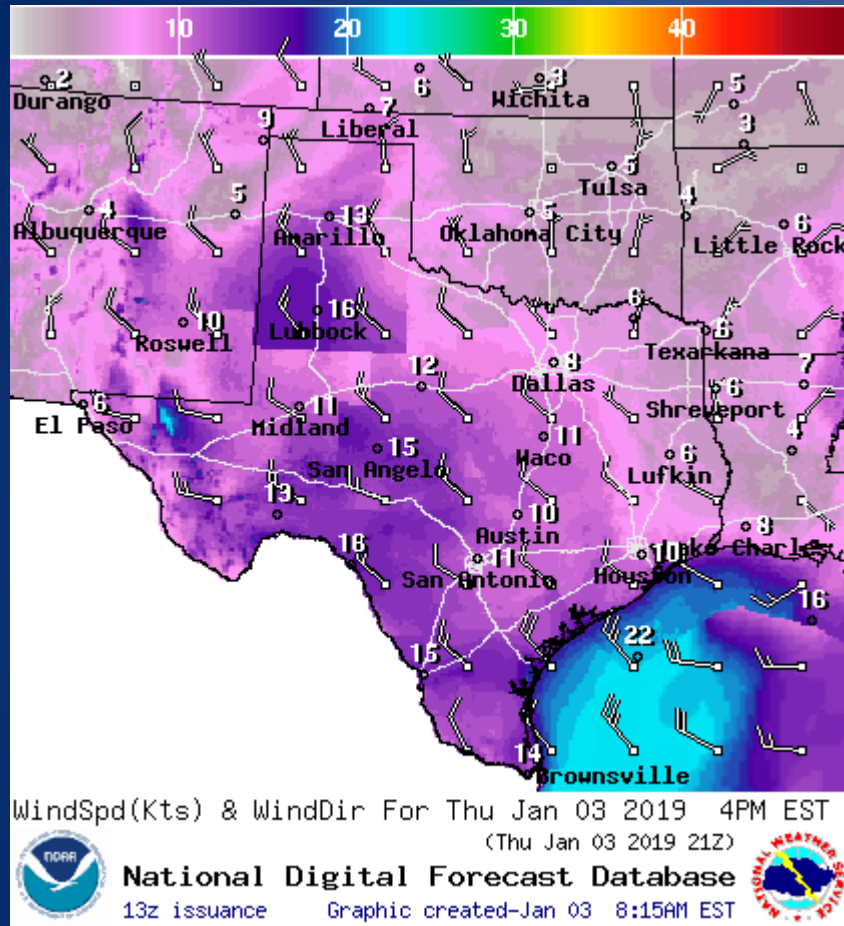 10 20 30 40
2 6 3 5
Durango Wichita
7
Liberal
9 3
5
Tulsa
4 5 13 5 4 6
Albuquerque Amarillo Oklahoma City Little Rock
10 16 6 6
Roswell Lubbock Texarkana
12 Dallas 7
6 11 6
El Paso Midland Shreveport
15 11 6 4
San Angelo Waco Lufkin
13 10 8
Austin
16 11 10 Lake Charles
San Antonio Houston
16
22
15
14
Brownsville
WindSpd(Kts) & WindDir For Thu Jan 03 2019 4PM EST
(Thu Jan 03 2019 21Z)
NOAA
National Digital Forecast Database
NATIONAL WEATHER SERVICE
13z issuance Graphic created-Jan 03 8:15AM EST